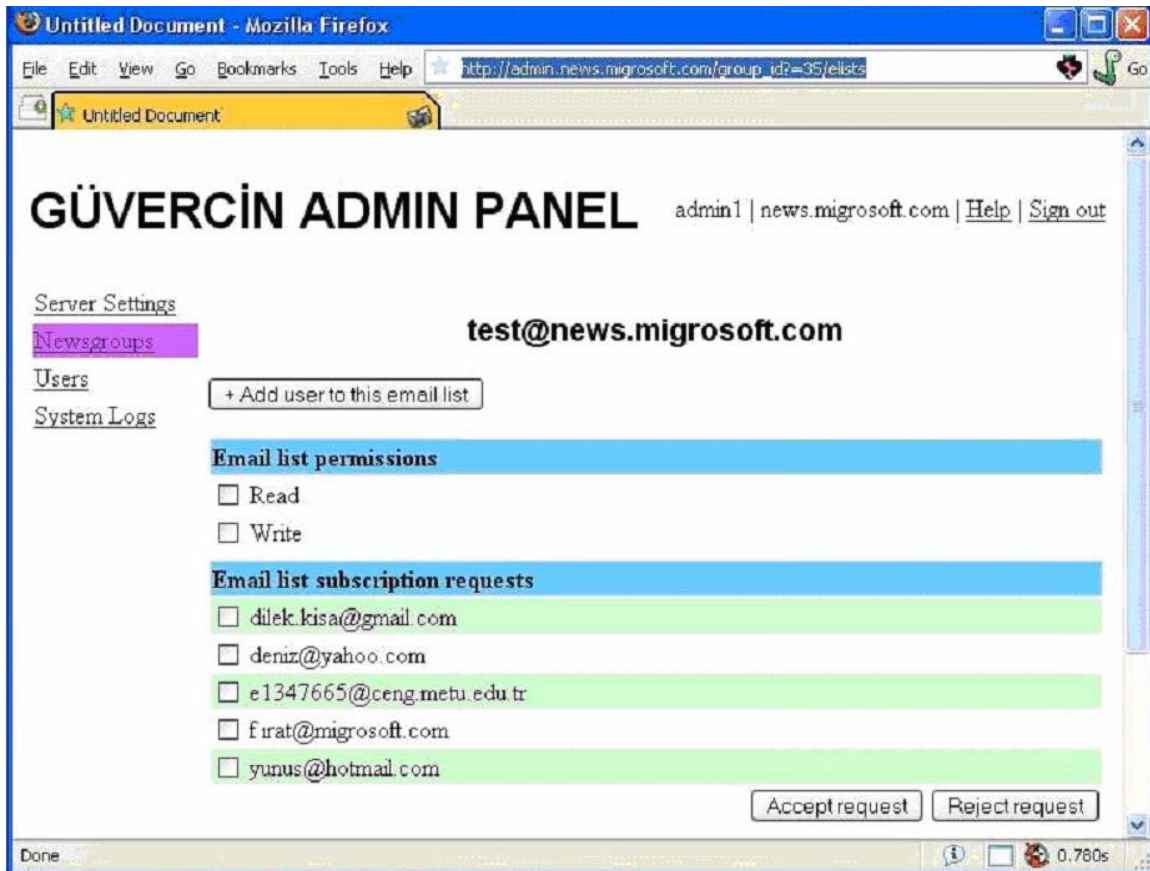 Untitled Document - Mozilla Firefox
File Edit View Go Bookmarks Tools Help http://admin.news.migrosoft.com/group_id?=35/elists Go
Untitled Document
GÜVERCİN ADMIN PANEL admin1 | news.migrosoft.com | Help | Sign out
Server Settings
Newsgroups
Users
System Logs
test@news.migrosoft.com
+ Add user to this email list
Email list permissions
Read
Write
Email list subscription requests
dilek.kisa@gmail.com
deniz@yahoo.com
e1347665@ceng.metu.edu.tr
fırat@migrosoft.com
yunus@hotmail.com
Accept request Reject request
Done 0.780s